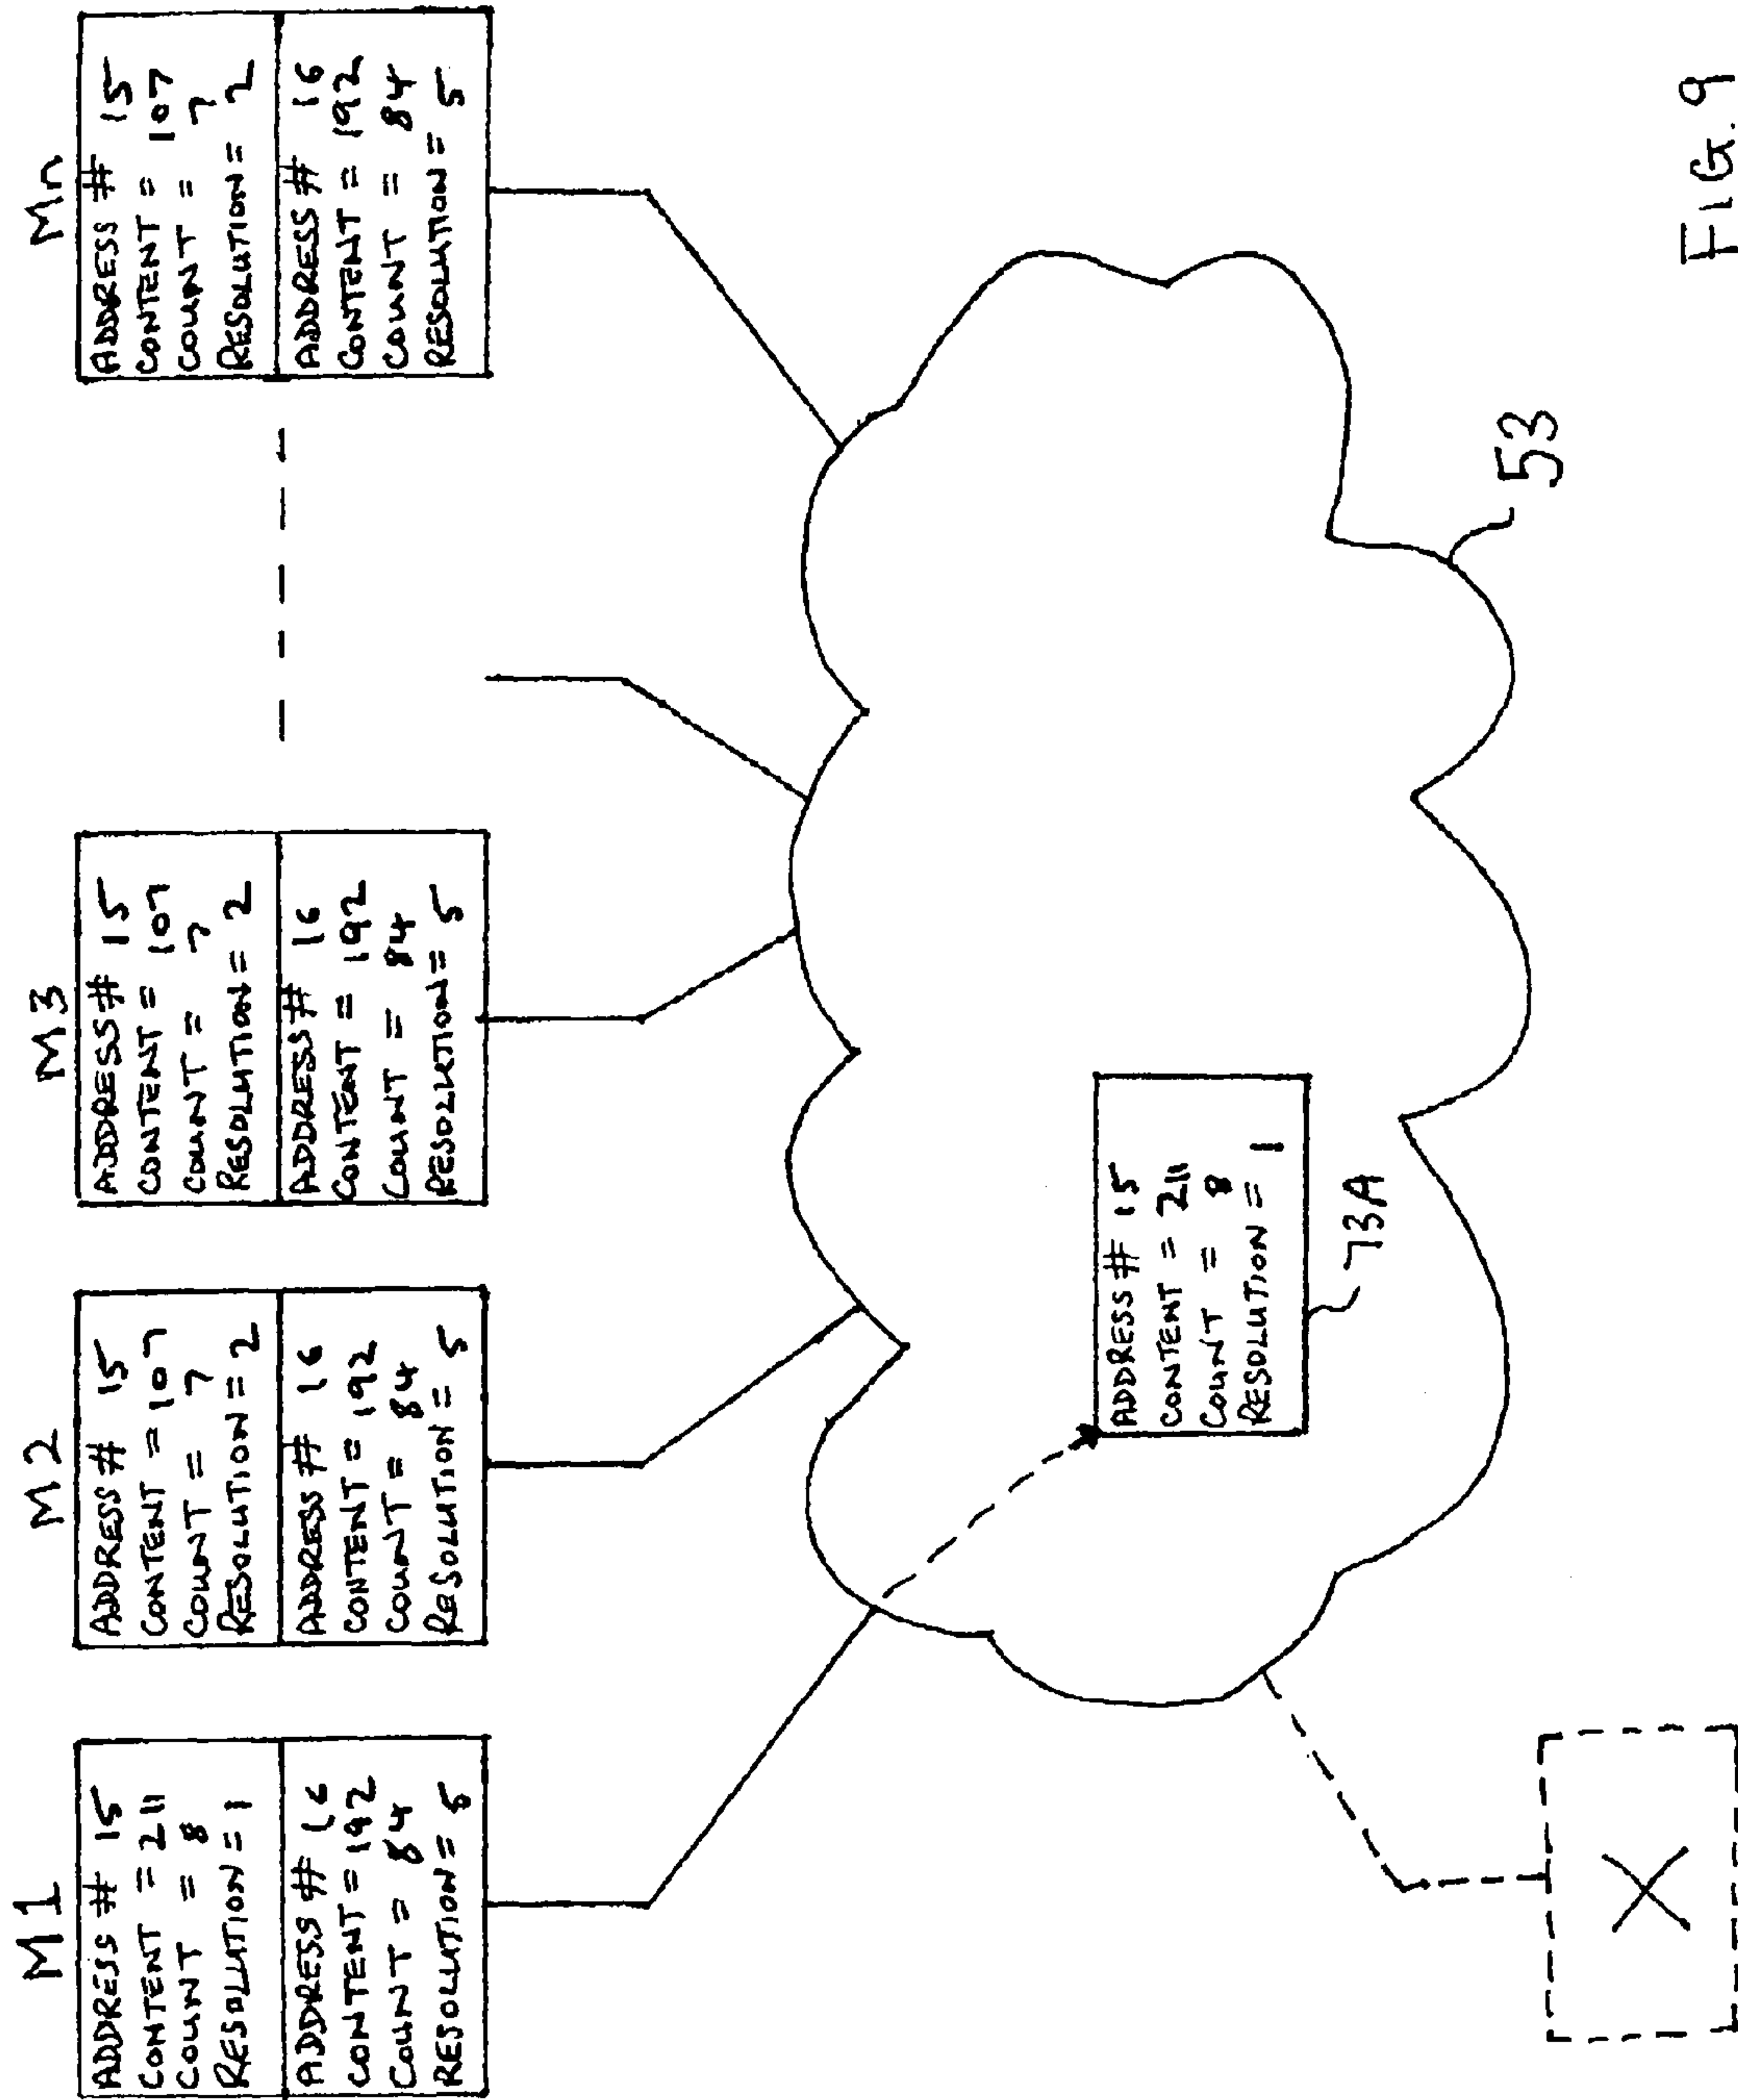 M1
ADDRESS # 15
CONTENT = 211
COUNT = 8
RESOLUTION = 1
ADDRESS # 16
CONTENT = 192
COUNT = 84
RESOLUTION = 5
M2
ADDRESS # 15
CONTENT = 107
COUNT = 7
RESOLUTION = 2
ADDRESS # 16
CONTENT = 192
COUNT = 84
RESOLUTION = 5
M3
ADDRESS # 15
CONTENT = 107
COUNT = 7
RESOLUTION = 2
ADDRESS # 16
CONTENT = 192
COUNT = 84
RESOLUTION = 5
Mn
ADDRESS # 15
CONTENT = 107
COUNT = 7
RESOLUTION = 2
ADDRESS # 16
CONTENT = 192
COUNT = 84
RESOLUTION = 5
ADDRESS # 15
CONTENT = 211
COUNT = 8
RESOLUTION = 1
73A
53
X
FIG. 9